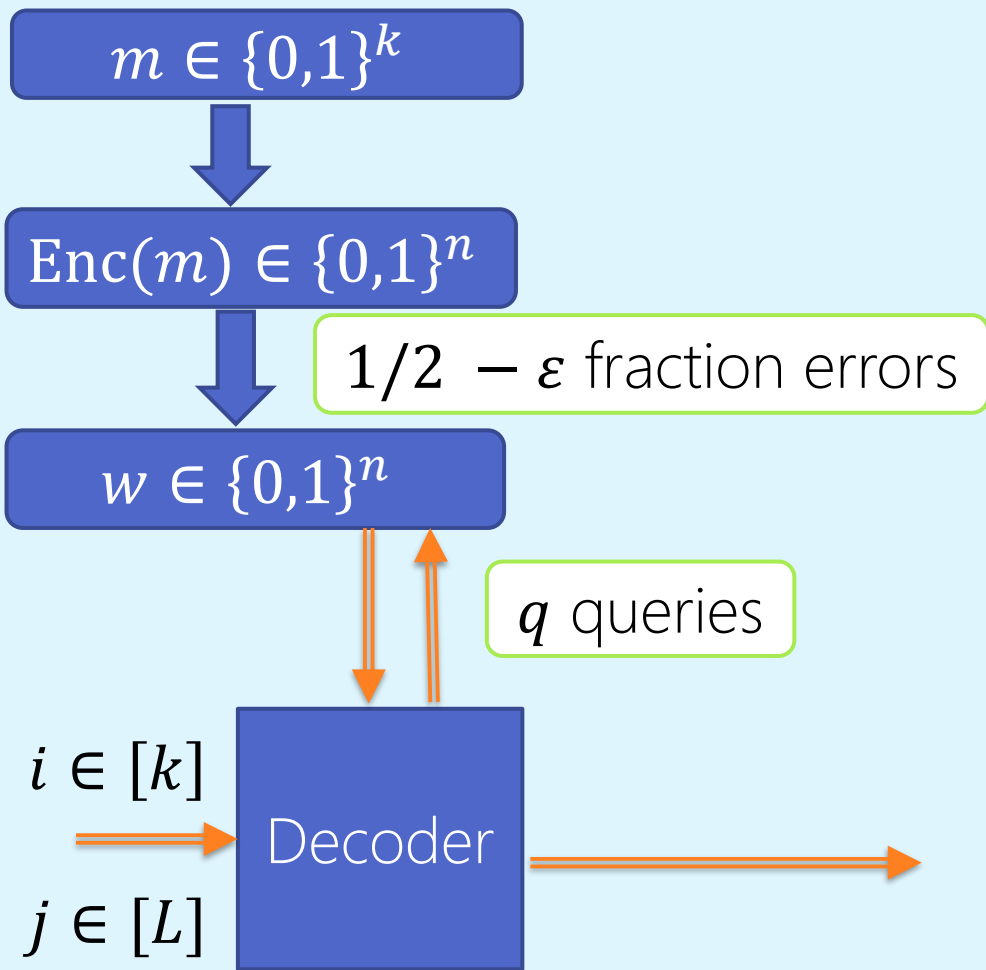 m ∈ {0,1}^k
Enc(m) ∈ {0,1}^n
1/2 − ε fraction errors
w ∈ {0,1}^n
q queries
i ∈ [k]
Decoder
j ∈ [L]